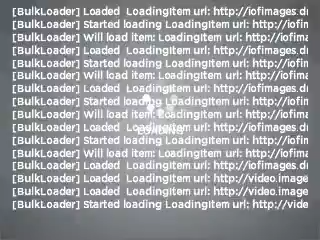 [BulkLoader] Loaded LoadingItem url: http://iofimages.d
[BulkLoader] Started loading LoadingItem url: http://iofim
[BulkLoader] Will load item: LoadingItem url: http://iofima
[BulkLoader] Loaded LoadingItem url: http://iofimages.d
[BulkLoader] Started loading LoadingItem url: http://iofim
[BulkLoader] Will load item: LoadingItem url: http://iofima
[BulkLoader] Loaded LoadingItem url: http://iofimages.d
[BulkLoader] Started loading LoadingItem url: http://iofim
[BulkLoader] Will load item: LoadingItem url: http://iofima
[BulkLoader] Loaded LoadingItem url: http://iofimages.d
LOADING
[BulkLoader] Started loading LoadingItem url: http://iofim
[BulkLoader] Will load item: LoadingItem url: http://iofima
[BulkLoader] Loaded LoadingItem url: http://iofimages.d
[BulkLoader] Loaded LoadingItem url: http://video.image
[BulkLoader] Loaded LoadingItem url: http://video.image
[BulkLoader] Started loading LoadingItem url: http://vide